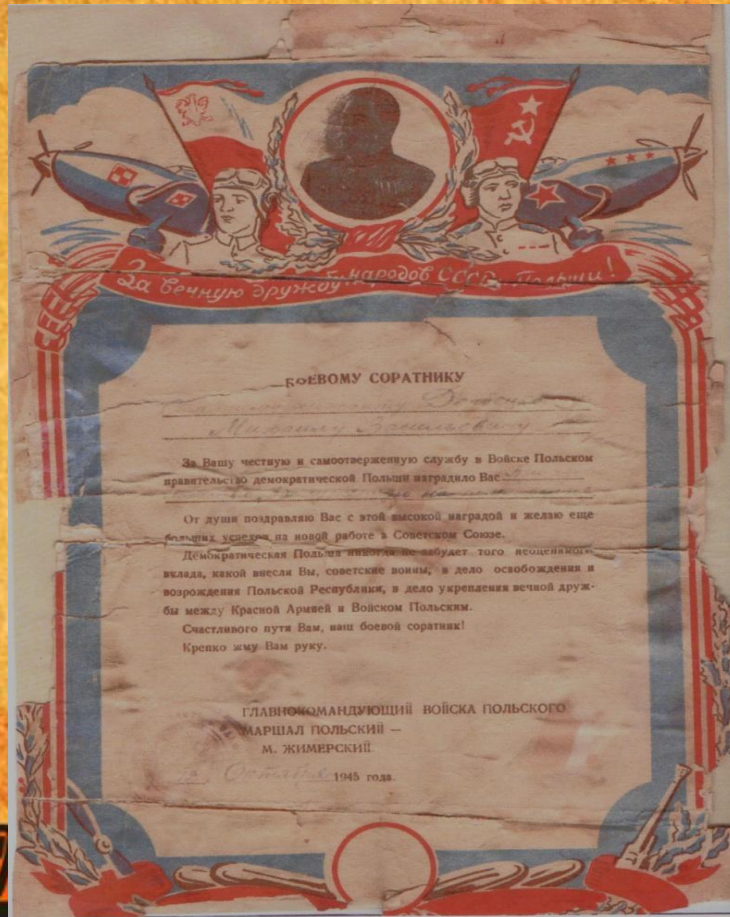 За вечную дружбу народов СССР и Польши!
БОЕВОМУ СОРАТНИКУ
Михаилу Васильевичу
За Вашу честную и самоотверженную службу в Войске Польском
правительство демократической Польши наградило Вас
От души поздравляю Вас с этой высокой наградой и желаю еще
больших успехов на новой работе в Советском Союзе.
Демократическая Польша никогда не забудет того неоценимого
вклада, какой внесли Вы, советские воины, в дело освобождения и
возрождения Польской Республики, в дело укрепления вечной друж-
бы между Красной Армией и Войском Польским.
Счастливого пути Вам, наш боевой соратник!
Крепко жму Вам руку.
ГЛАВНОКОМАНДУЮЩИЙ ВОЙСКА ПОЛЬСКОГО
МАРШАЛ ПОЛЬСКИЙ —
М. ЖИМЕРСКИЙ
Октября 1945 года.